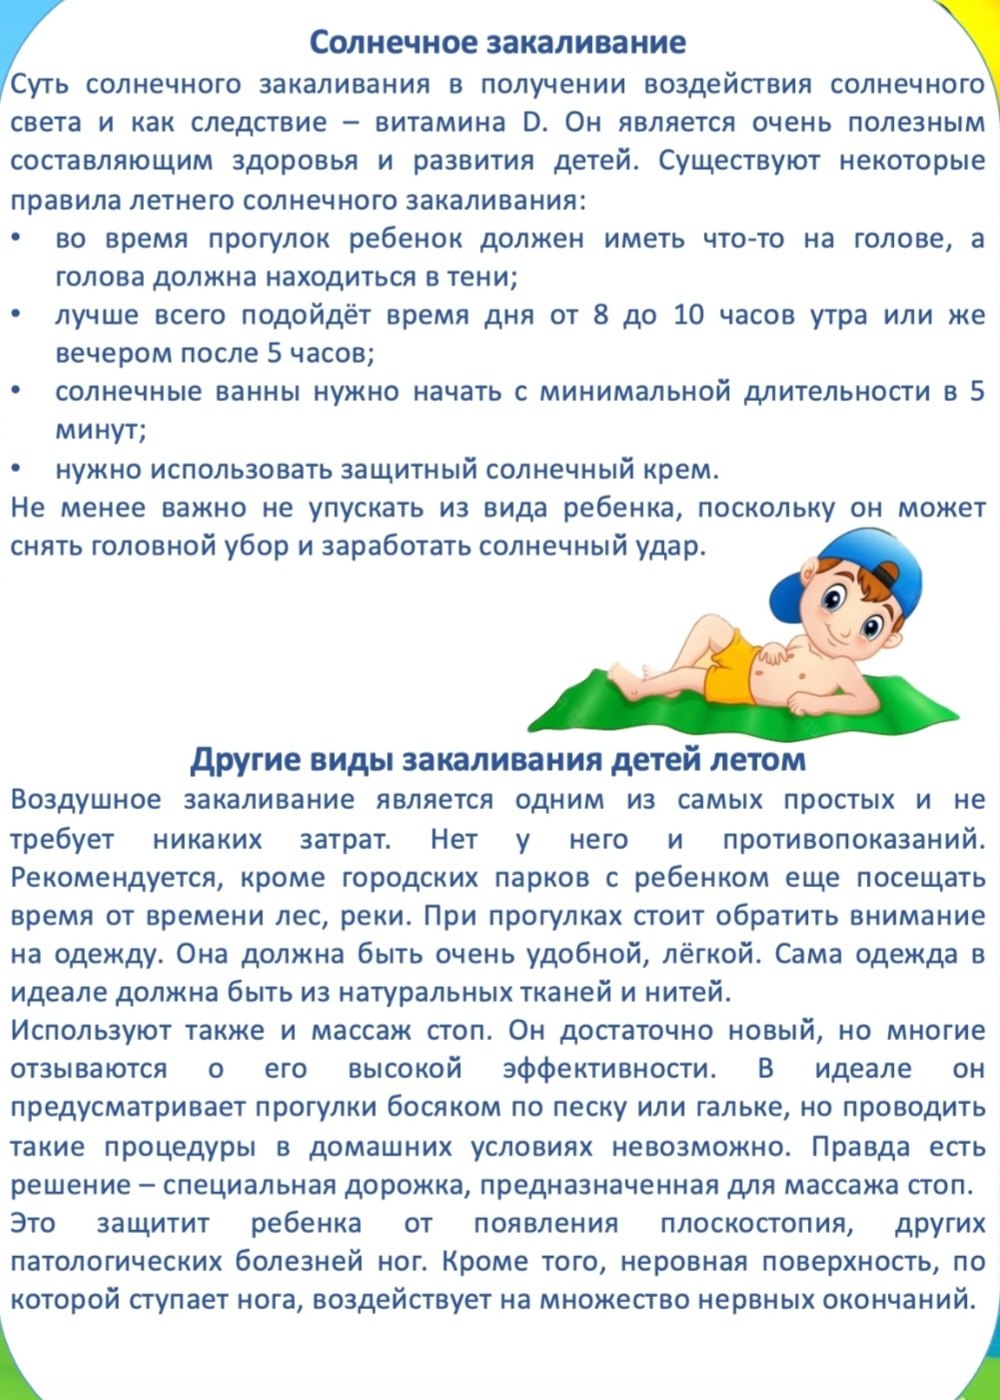 Солнечное закаливание
Суть солнечного закаливания в получении воздействия солнечного
света и как следствие – витамина D. Он является очень полезным
составляющим здоровья и развития детей. Существуют некоторые
правила летнего солнечного закаливания:
• во время прогулок ребенок должен иметь что-то на голове, а
голова должна находиться в тени;
• лучше всего подойдёт время дня от 8 до 10 часов утра или же
вечером после 5 часов;
• солнечные ванны нужно начать с минимальной длительности в 5
минут;
• нужно использовать защитный солнечный крем.
Не менее важно не упускать из вида ребенка, поскольку он может
снять головной убор и заработать солнечный удар.
Другие виды закаливания детей летом
Воздушное закаливание является одним из самых простых и не
требует никаких затрат. Нет у него и противопоказаний.
Рекомендуется, кроме городских парков с ребенком еще посещать
время от времени лес, реки. При прогулках стоит обратить внимание
на одежду. Она должна быть очень удобной, лёгкой. Сама одежда в
идеале должна быть из натуральных тканей и нитей.
Используют также и массаж стоп. Он достаточно новый, но многие
отзываются о его высокой эффективности. В идеале он
предусматривает прогулки босяком по песку или гальке, но проводить
такие процедуры в домашних условиях невозможно. Правда есть
решение – специальная дорожка, предназначенная для массажа стоп.
Это защитит ребенка от появления плоскостопия, других
патологических болезней ног. Кроме того, неровная поверхность, по
которой ступает нога, воздействует на множество нервных окончаний.